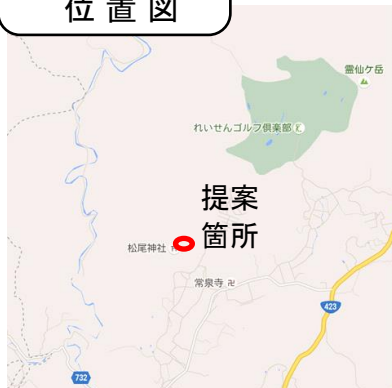 位置図
霊仙ケ岳
れいせんゴルフ倶楽部
提案
箇所
松尾神社
常泉寺
423
732